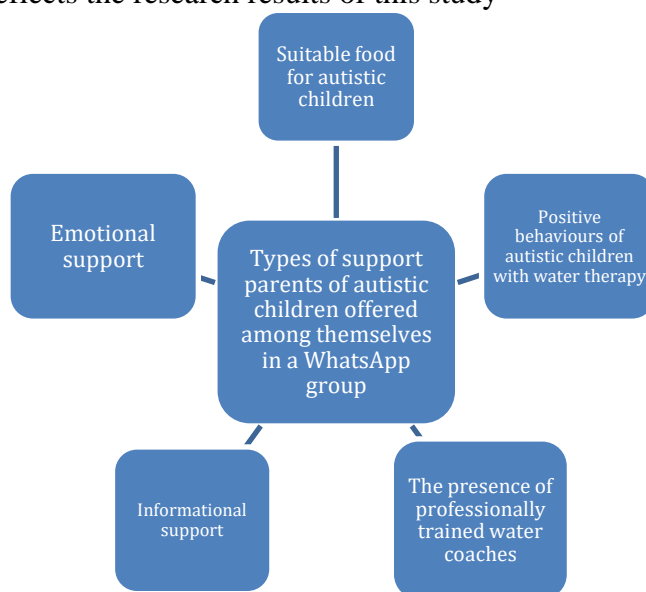 effects the research results of this study
Suitable food
for autistic
children
Emotional
support
Positive
behaviours of
autistic children
with water therapy
Types of support
parents of autistic
children offered
among themselves
in a WhatsApp
group
Informational
support
The presence of
professionally
trained water
coaches